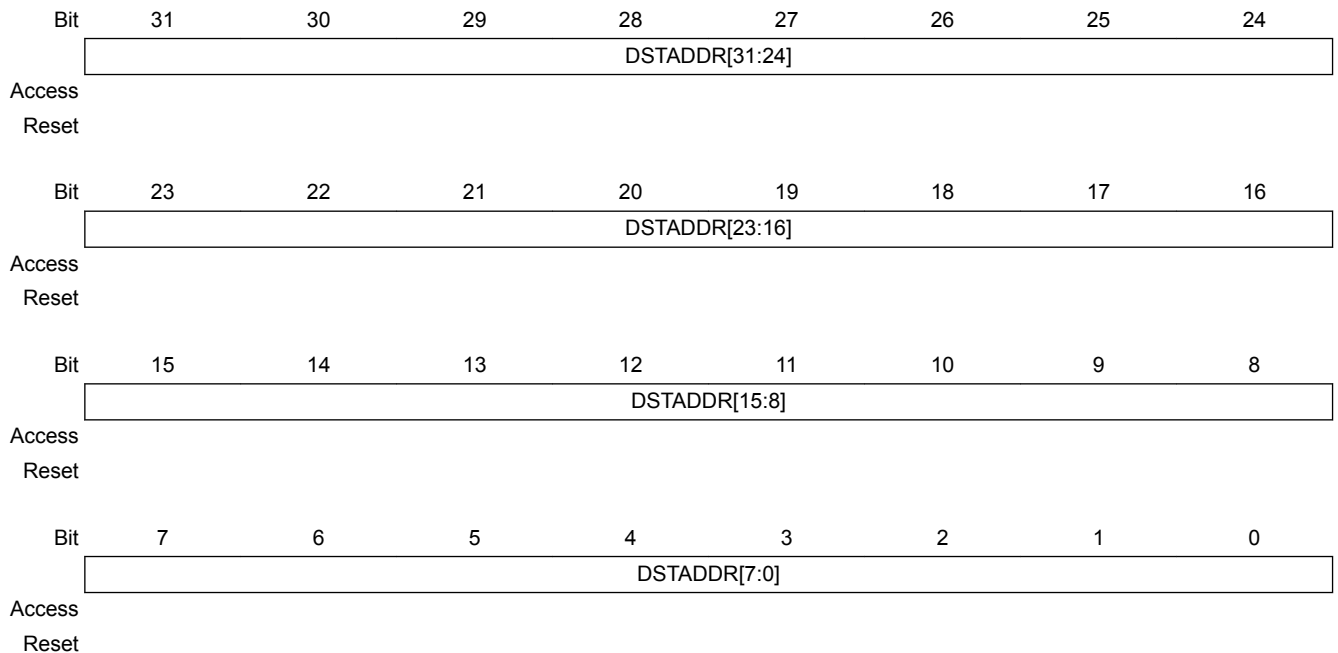 Bit 31 30 29 28 27 26 25 24
DSTADDR[31:24]
Access
Reset
Bit 23 22 21 20 19 18 17 16
DSTADDR[23:16]
Access
Reset
Bit 15 14 13 12 11 10 9 8
DSTADDR[15:8]
Access
Reset
Bit 7 6 5 4 3 2 1 0
DSTADDR[7:0]
Access
Reset